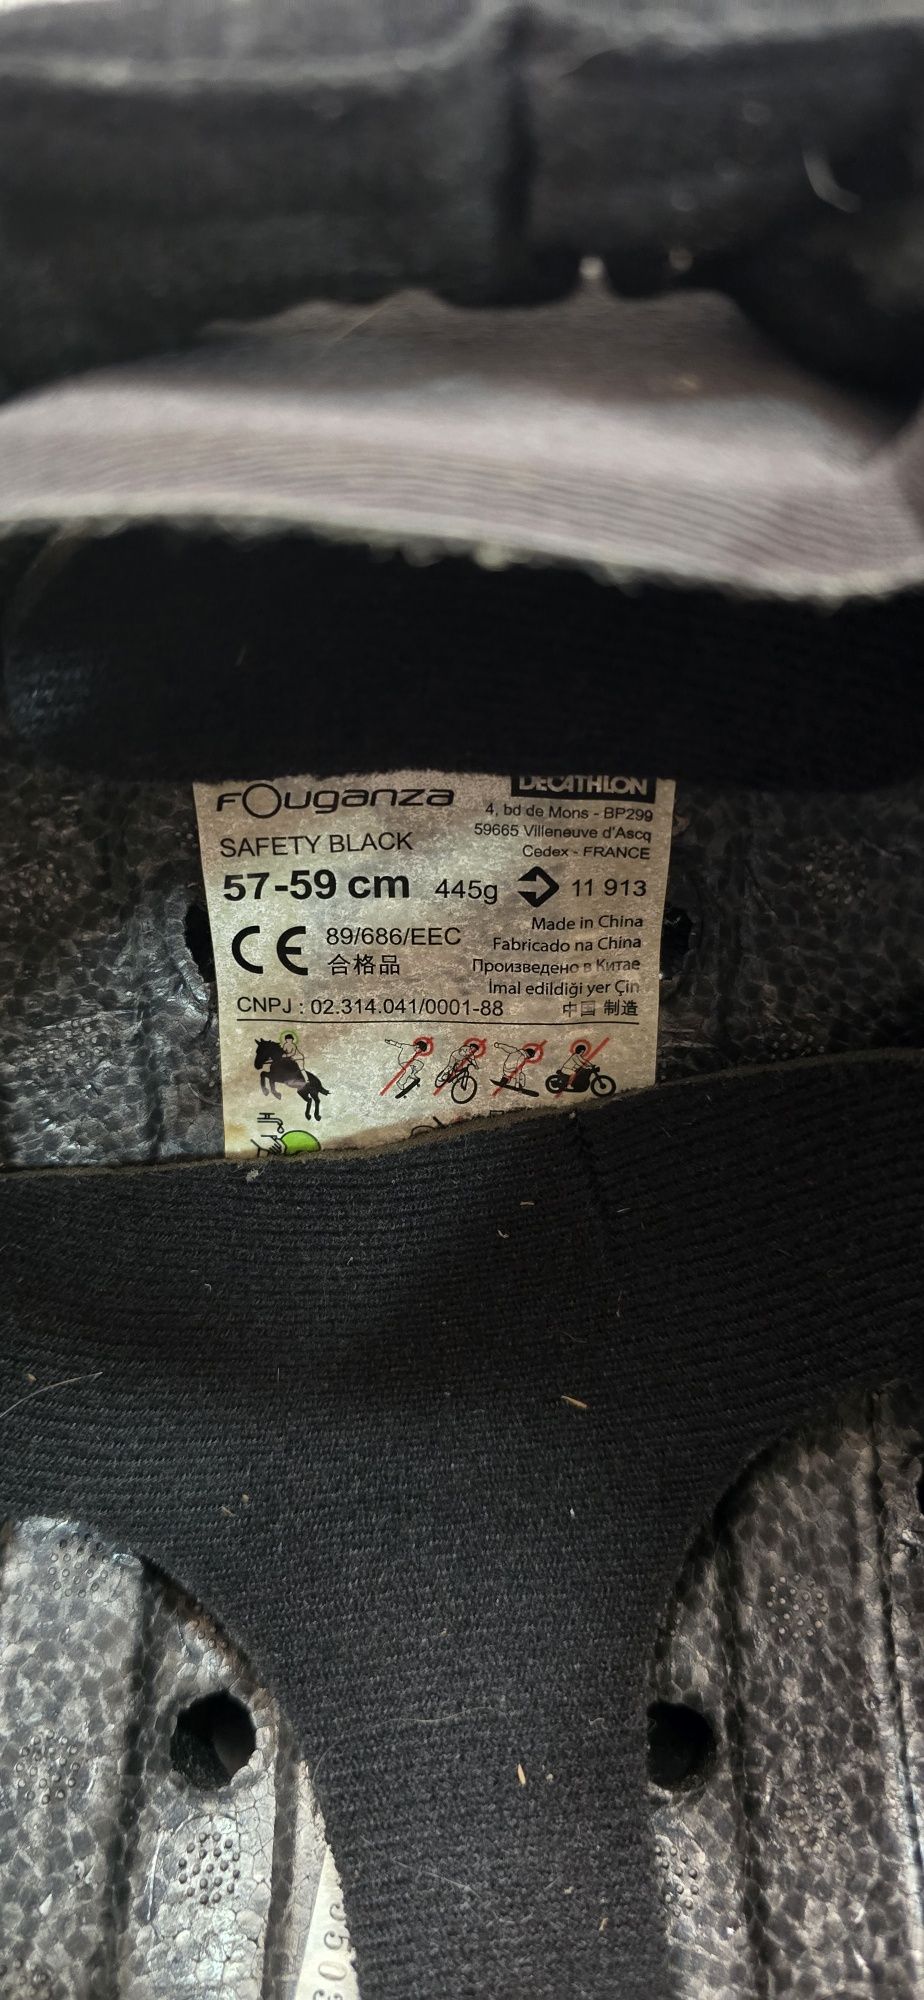 FOuganza
DECATHLON
4, bd de Mons - BP299
59665 Villeneuve d'Ascq
Cedex - FRANCE
SAFETY BLACK
57-59 cm 445g 11 913
CE 89/686/EEC
合格品
Made in China
Fabricado na China
Произведено в Китае
İmal edildiği yer Çin
中国 制造
CNPJ : 02.314.041/0001-88